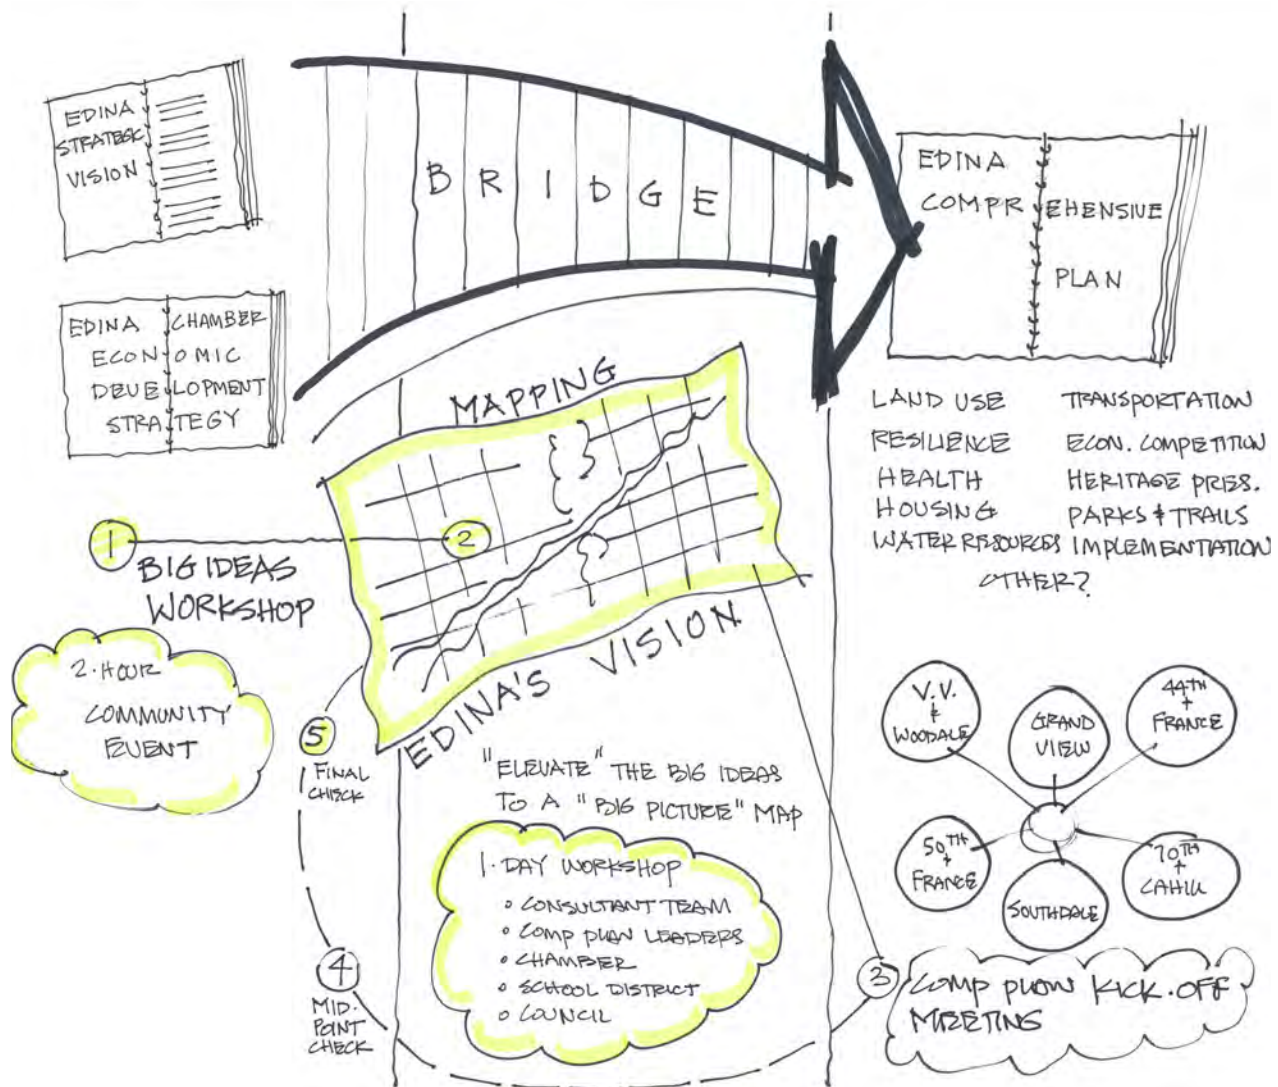 EDINA
STRATEGIC
VISION
BRIDGE
EDINA
COMPREHENSIVE
PLAN
EDINA CHAMBER
ECONOMIC
DEVELOPMENT
STRATEGY
MAPPING
EDINA'S VISION
LAND USE
RESILIENCE
HEALTH
HOUSING
WATER RESOURCES
TRANSPORTATION
ECON. COMPETITION
HERITAGE PRES.
PARKS & TRAILS
IMPLEMENTATION
OTHER?
1
2
BIG IDEAS
WORKSHOP
2·HOUR
COMMUNITY
EVENT
5
FINAL
CHECK
"ELEVATE" THE BIG IDEAS
TO A "BIG PICTURE" MAP
1·DAY WORKSHOP
• CONSULTANT TEAM
• COMP PLAN LEADERS
• CHAMBER
• SCHOOL DISTRICT
• COUNCIL
4
MID·
POINT
CHECK
V.V.
&
WOODALE
GRAND
VIEW
44TH
+
FRANCE
50TH
+
FRANCE
SOUTHDALE
70TH
+
CAHILL
3
COMP PLAN KICK·OFF
MEETING